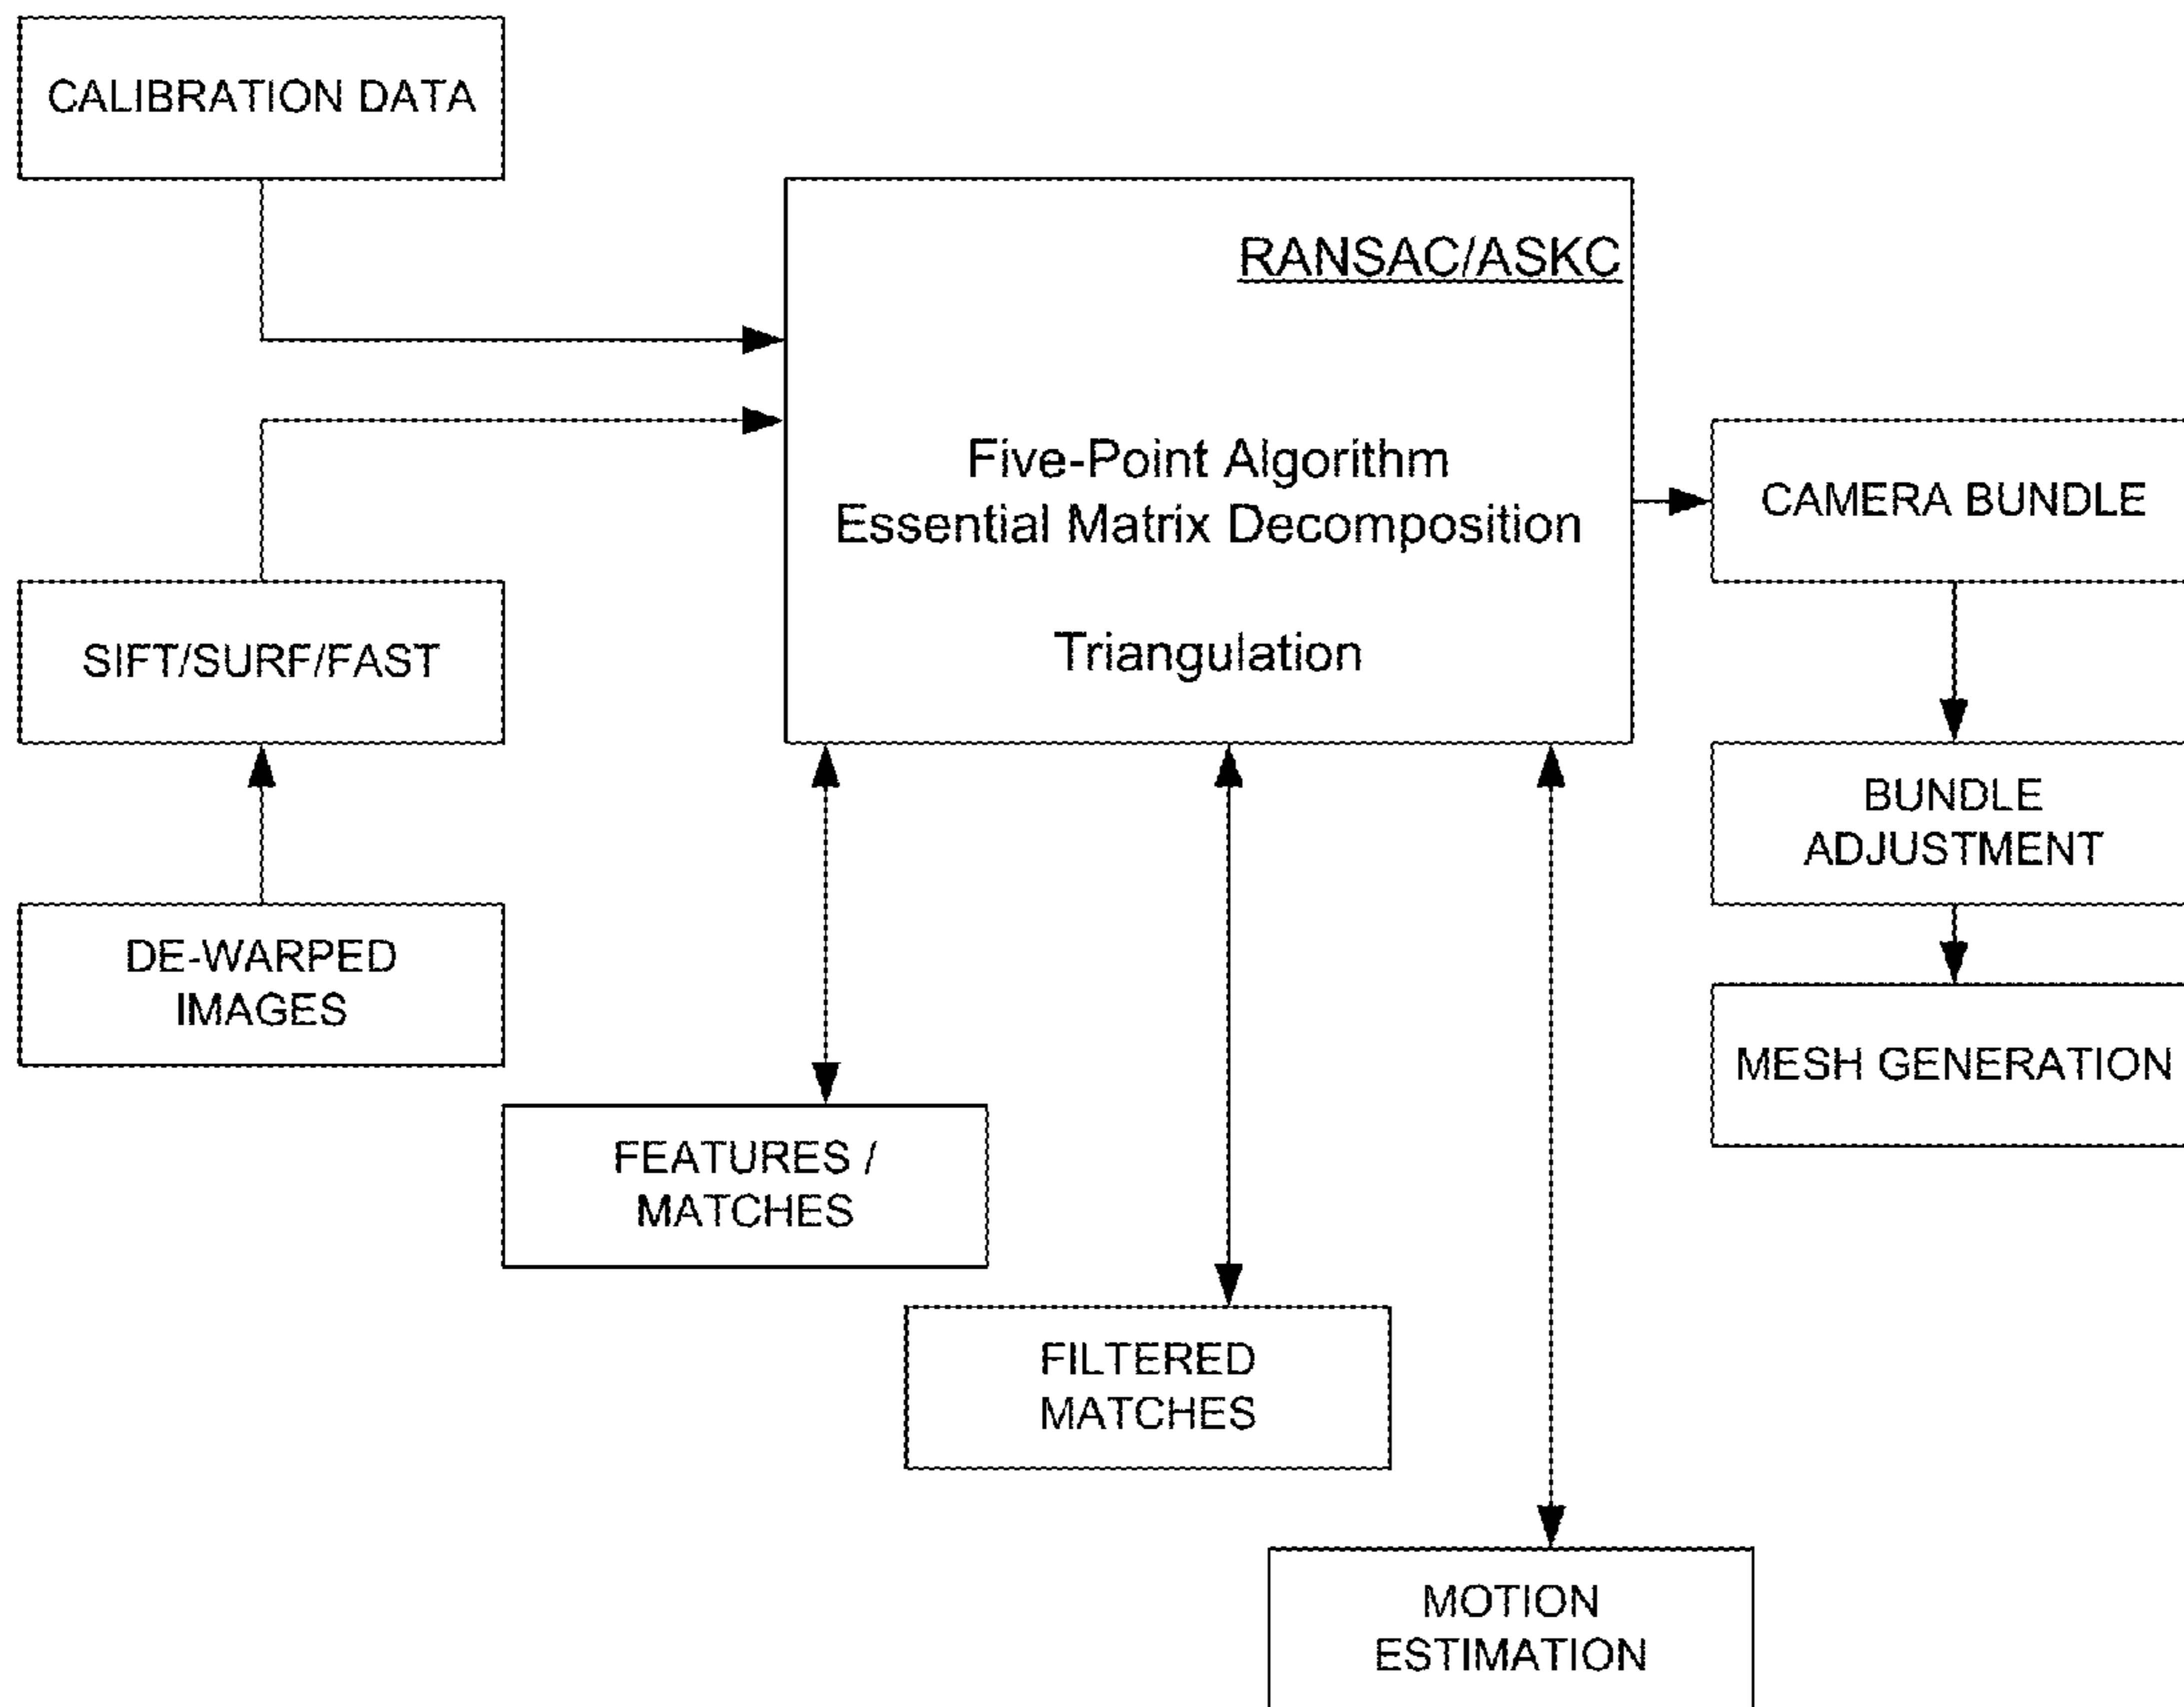 CALIBRATION DATA
RANSAC/ASKC
Five-Point Algorithm
Essential Matrix Decomposition
Triangulation
CAMERA BUNDLE
SIFT/SURF/FAST
BUNDLE
ADJUSTMENT
DE-WARPED
IMAGES
MESH GENERATION
FEATURES /
MATCHES
FILTERED
MATCHES
MOTION
ESTIMATION